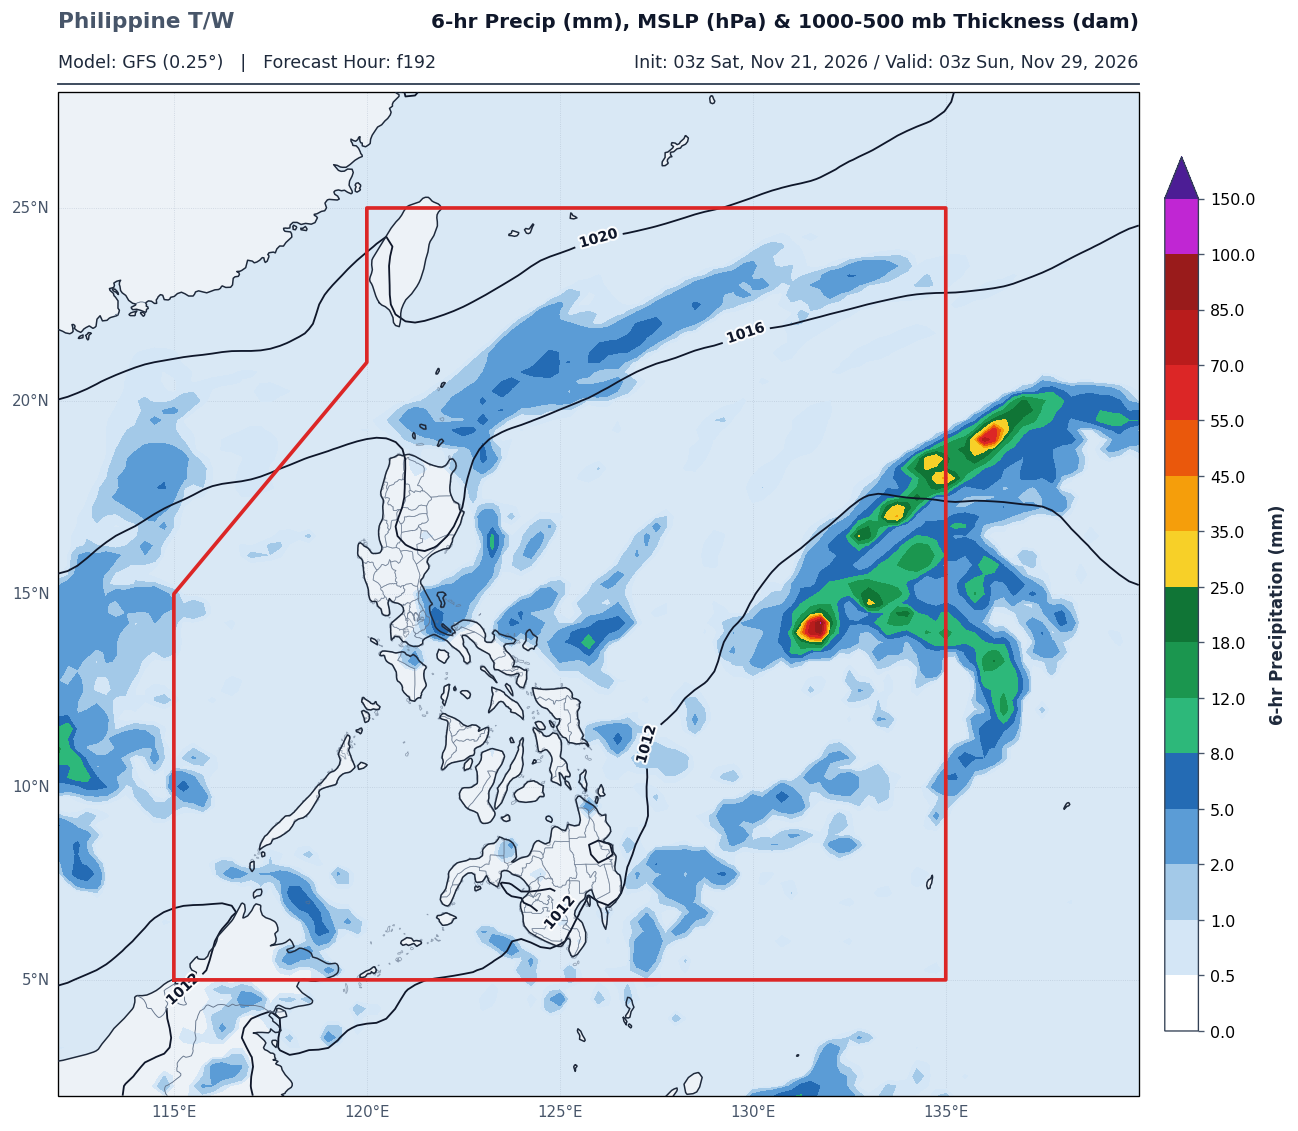 Philippine T/W
6-hr Precip (mm), MSLP (hPa) & 1000-500 mb Thickness (dam)
Model: GFS (0.25°) | Forecast Hour: f192
Init: 03z Sat, Nov 21, 2026 / Valid: 03z Sun, Nov 29, 2026
25°N
20°N
15°N
10°N
5°N
115°E
120°E
125°E
130°E
135°E
1020
1016
1012
1012
1012
150.0
100.0
85.0
70.0
55.0
45.0
35.0
25.0
18.0
12.0
8.0
5.0
2.0
1.0
0.5
0.0
6-hr Precipitation (mm)